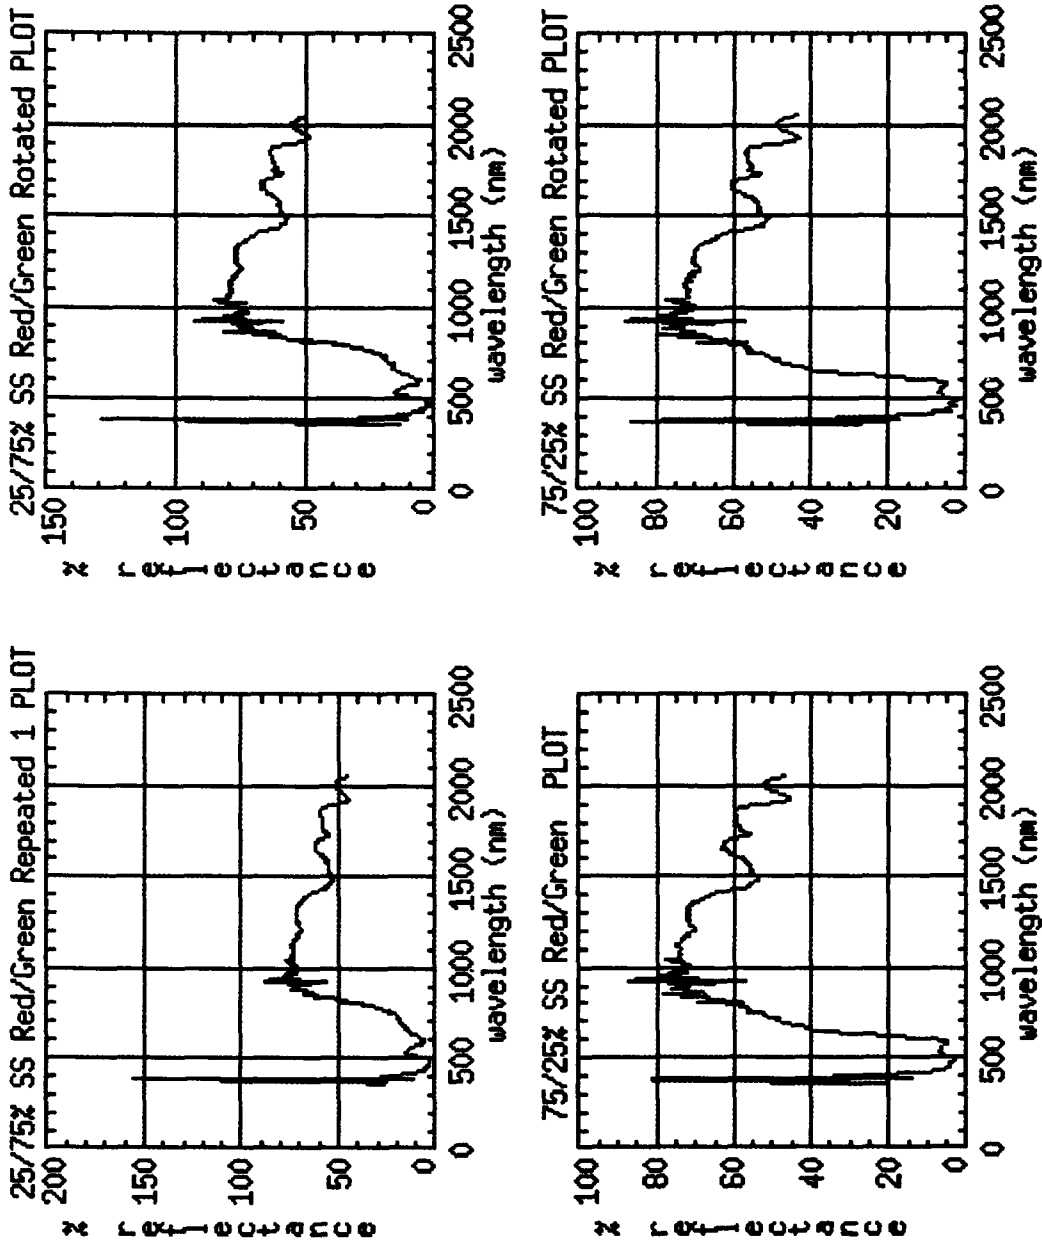 25/75% SS Red/Green Repeated 1 PLOT
% reflectance
200
150
100
50
0
0 500 1000 1500 2000 2500
wavelength (nm)
25/75% SS Red/Green Rotated PLOT
% reflectance
150
100
50
0
0 500 1000 1500 2000 2500
wavelength (nm)
75/25% SS Red/Green PLOT
% reflectance
100
80
60
40
20
0
0 500 1000 1500 2000 2500
wavelength (nm)
75/25% SS Red/Green Rotated PLOT
% reflectance
100
80
60
40
20
0
0 500 1000 1500 2000 2500
wavelength (nm)